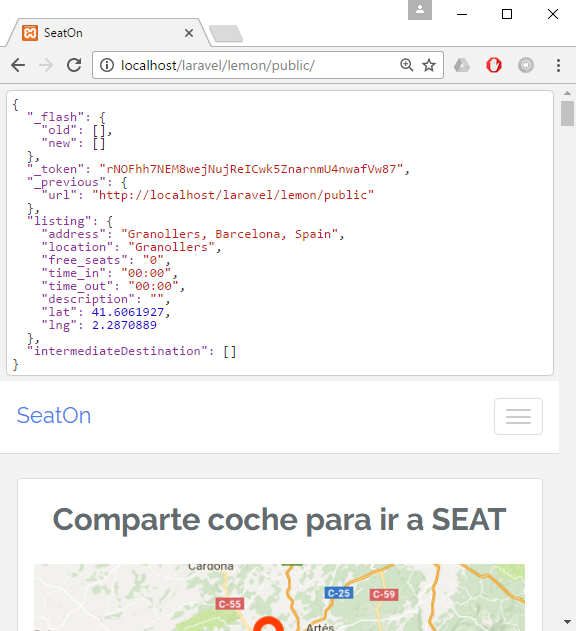 SeatOn
localhost/laravel/lemon/public/
{
"_flash": {
"old": [],
"new": []
},
"_token": "rNOFhh7NEM8wejNujReICwk5ZnarnmU4nwafVw87",
"_previous": {
"url": "http://localhost/laravel/lemon/public"
},
"listing": {
"address": "Granollers, Barcelona, Spain",
"location": "Granollers",
"free_seats": "0",
"time_in": "00:00",
"time_out": "00:00",
"description": "",
"lat": 41.6061927,
"lng": 2.2870889
},
"intermediateDestination": []
}
SeatOn
Comparte coche para ir a SEAT
Cardona
C-25
C-59
C-55
Artés